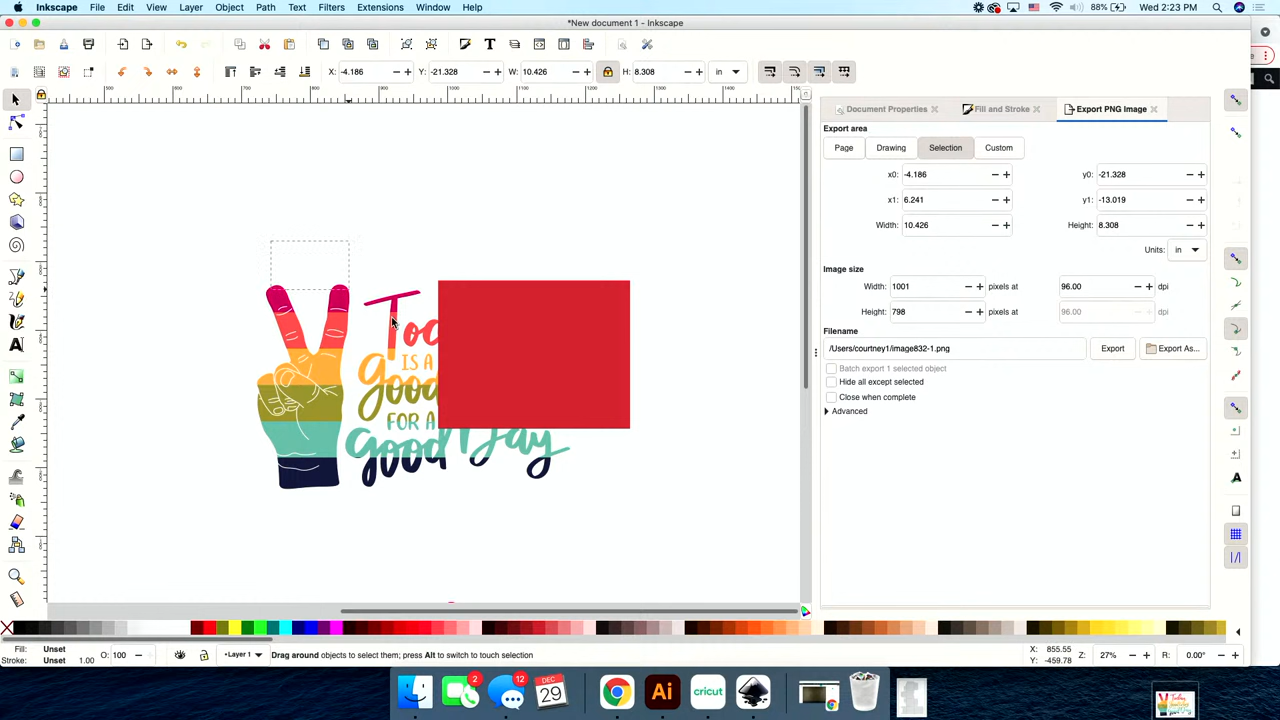 Inkscape File Edit View Layer Object Path Text Filters Extensions Window Help 88% Wed 2:23 PM
*New document 1 - Inkscape
X: -4.186 Y: -21.328 W: 10.426 H: 8.308 in
Document Properties Fill and Stroke Export PNG Image
Export area
Page Drawing Selection Custom
x0: -4.186 y0: -21.328
x1: 6.241 y1: -13.019
Width: 10.426 Height: 8.308
Units: in
Image size
Width: 1001 pixels at 96.00 dpi
Height: 798 pixels at 96.00 dpi
Filename
/Users/courtney1/image832-1.png Export Export As...
Batch export 1 selected object
Hide all except selected
Close when complete
Advanced
Toc
IS A
Good
FOR A
Good Day
Fill: Unset
Stroke: Unset 1.00 O: 100 Layer 1 Drag around objects to select them; press Alt to switch to touch selection
X: 855.55
Y: -459.78
Z: 27% R: 0.00°
2 12 DEC 29 Ai cricut